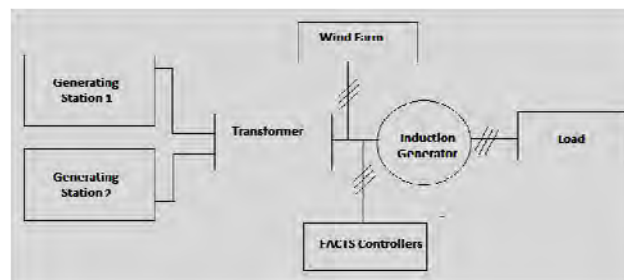 Wind Farm
Generating
Station 1
Transformer
Induction
Generator
Load
Generating
Station 2
FACTS Controllers